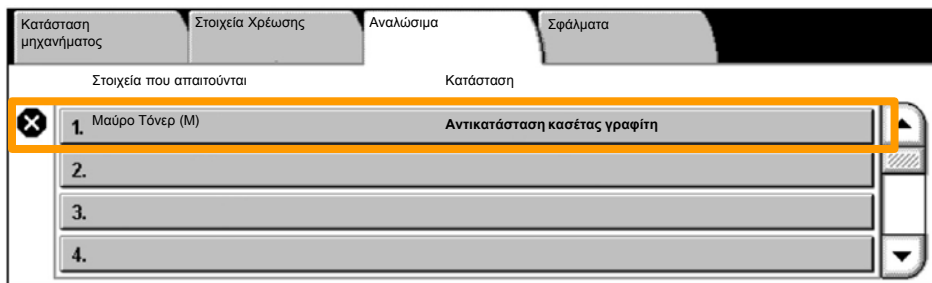 Κατάσταση
μηχανήματος
Στοιχεία Χρέωσης
Αναλώσιμα
Σφάλματα
Στοιχεία που απαιτούνται
Κατάσταση
1. Μαύρο Τόνερ (Μ) Αντικατάσταση κασέτας γραφίτη
2.
3.
4.